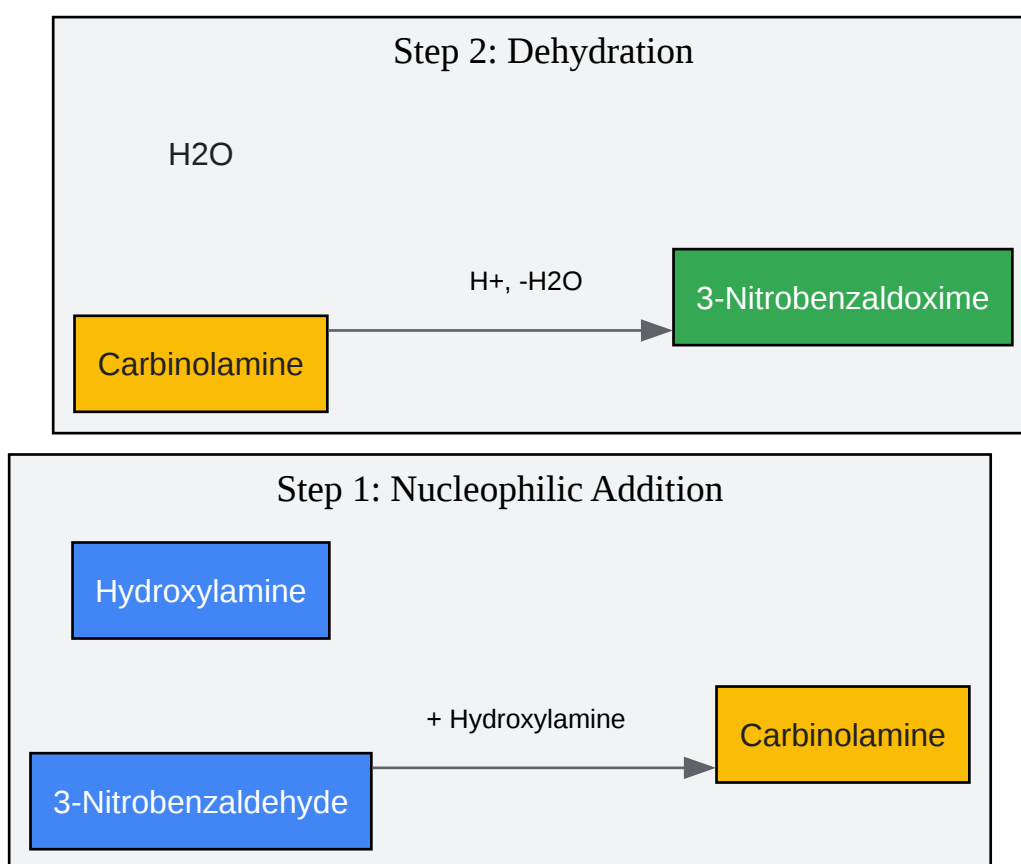 Step 2: Dehydration
H2O
H+, -H2O
3-Nitrobenzaldoxime
Carbinolamine
Step 1: Nucleophilic Addition
Hydroxylamine
+ Hydroxylamine
Carbinolamine
3-Nitrobenzaldehyde